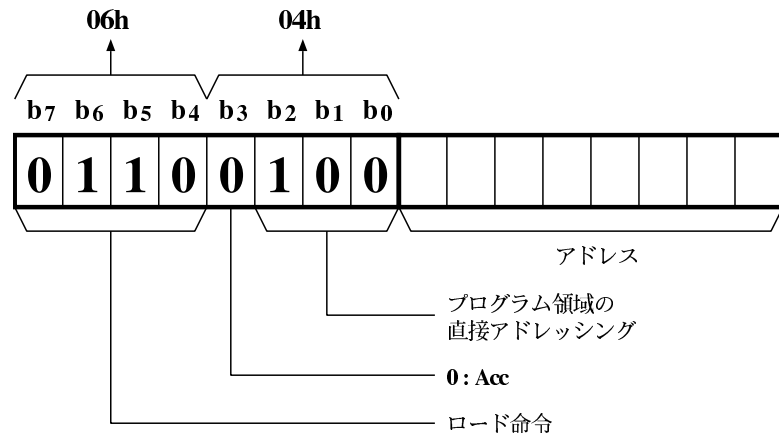 06h 04h
b7 b6 b5 b4 b3 b2 b1 b0
0 1 1 0 0 1 0 0
アドレス
プログラム領域の
直接アドレッシング
0 : Acc
ロード命令